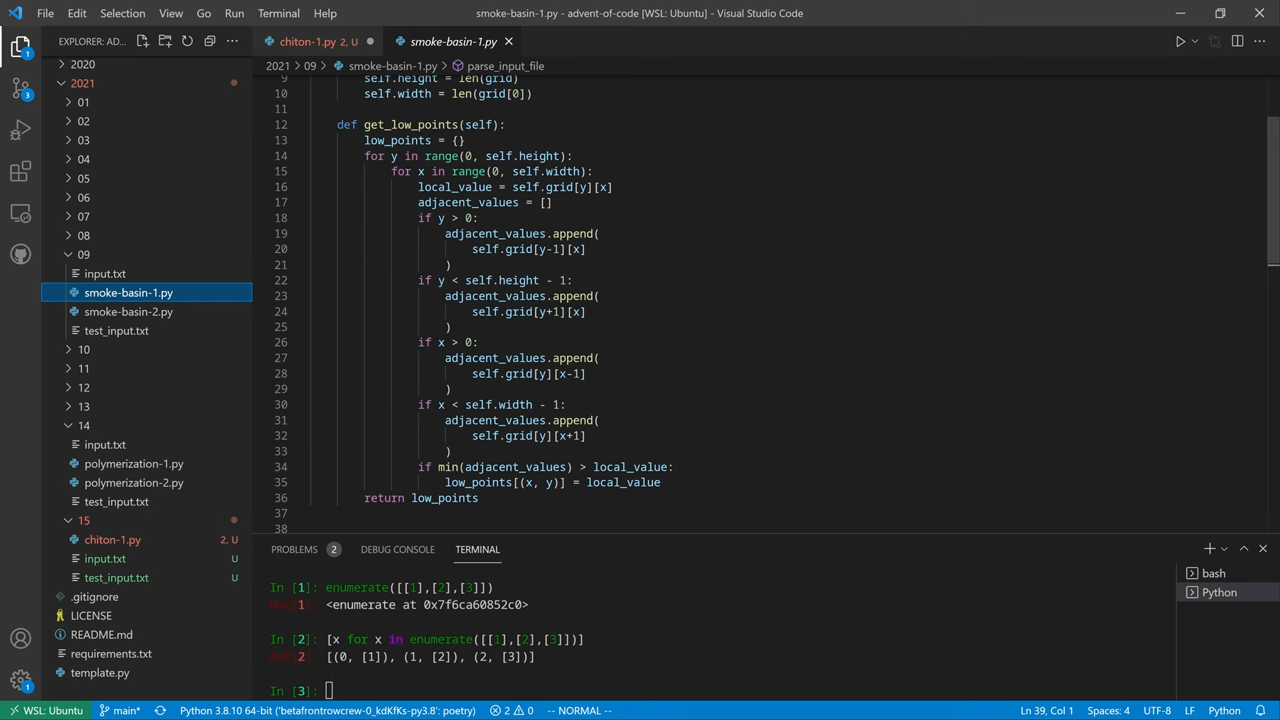 File Edit Selection View Go Run Terminal Help smoke-basin-1.py - advent-of-code [WSL: Ubuntu] - Visual Studio Code
EXPLORER: AD... chiton-1.py 2, U smoke-basin-1.py
2021 09 smoke-basin-1.py parse_input_file
2020
2021
01
02
03
04
05
06
07
08
09
input.txt
smoke-basin-1.py
smoke-basin-2.py
test_input.txt
10
11
12
13
14
input.txt
polymerization-1.py
polymerization-2.py
test_input.txt
15
chiton-1.py 2, U
input.txt U
test_input.txt U
.gitignore
LICENSE
README.md
requirements.txt
template.py
9 self.height = len(grid)
10 self.width = len(grid[0])
11
12 def get_low_points(self):
13 low_points = {}
14 for y in range(0, self.height):
15 for x in range(0, self.width):
16 local_value = self.grid[y][x]
17 adjacent_values = []
18 if y > 0:
19 adjacent_values.append(
20 self.grid[y-1][x]
21 )
22 if y < self.height - 1:
23 adjacent_values.append(
24 self.grid[y+1][x]
25 )
26 if x > 0:
27 adjacent_values.append(
28 self.grid[y][x-1]
29 )
30 if x < self.width - 1:
31 adjacent_values.append(
32 self.grid[y][x+1]
33 )
34 if min(adjacent_values) > local_value:
35 low_points[(x, y)] = local_value
36 return low_points
37
38
PROBLEMS 2 DEBUG CONSOLE TERMINAL
In [1]: enumerate([[1],[2],[3]])
Out[1] <enumerate at 0x7f6ca60852c0>
In [2]: [x for x in enumerate([[1],[2],[3]])]
Out[2] [(0, [1]), (1, [2]), (2, [3])]
In [3]:
bash
Python
1
3
1
WSL: Ubuntu main* Python 3.8.10 64-bit ('betafrontrowcrew-0_kdKfKs-py3.8': poetry) 2 0 -- NORMAL -- Ln 39, Col 1 Spaces: 4 UTF-8 LF Python